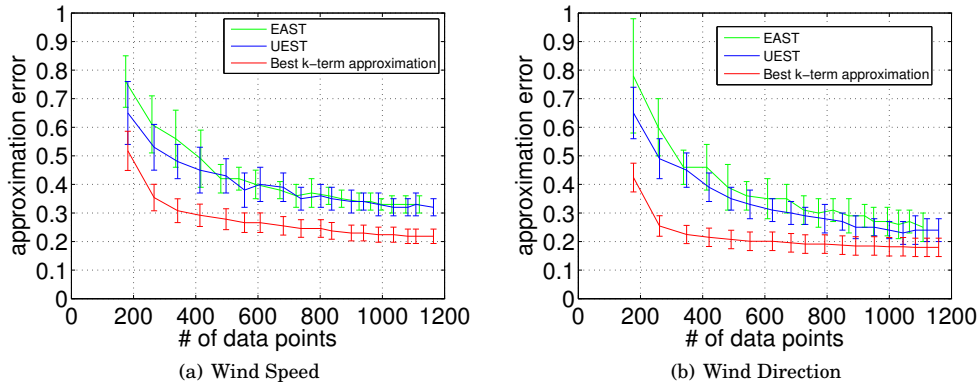 1
0.9
0.8
0.7
0.6
0.5
0.4
0.3
0.2
0.1
0
approximation error
EAST
UEST
Best k−term approximation
0 200 400 600 800 1000 1200
# of data points
(a) Wind Speed
1
0.9
0.8
0.7
0.6
0.5
0.4
0.3
0.2
0.1
0
approximation error
EAST
UEST
Best k−term approximation
0 200 400 600 800 1000 1200
# of data points
(b) Wind Direction